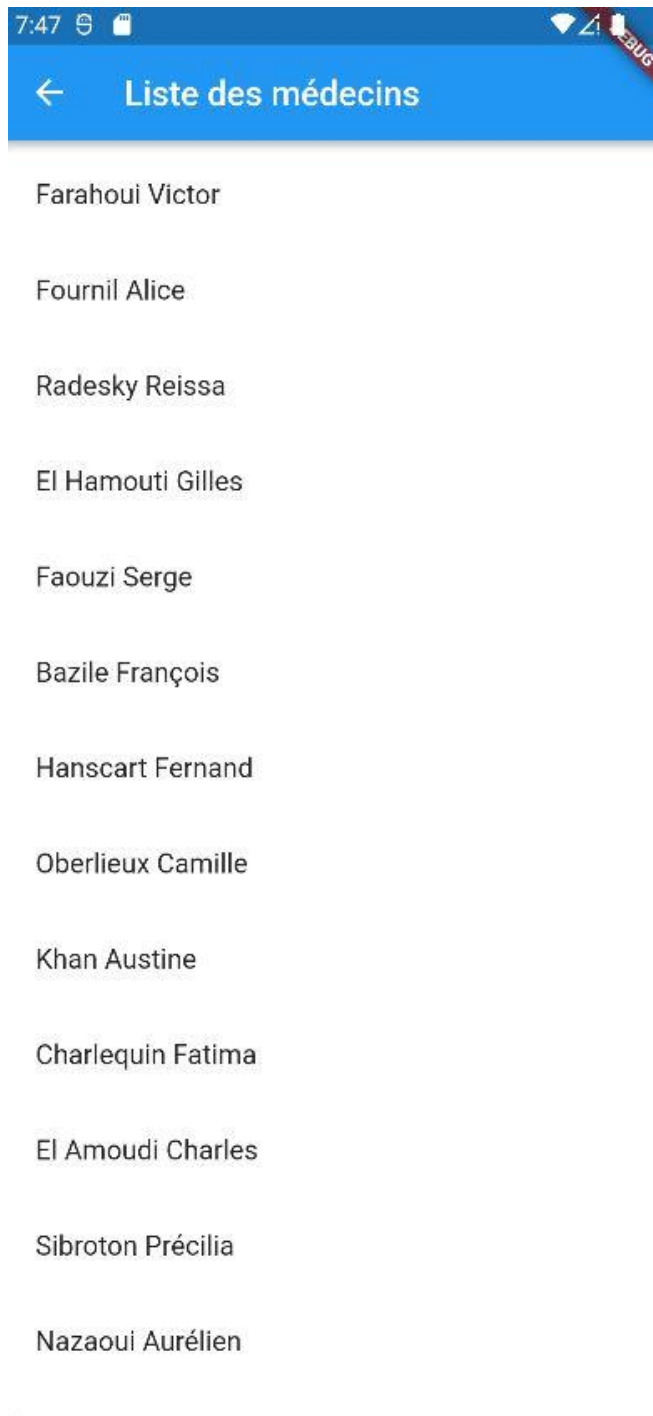 7:47
Liste des médecins
Farahoui Victor
Fournil Alice
Radesky Reissa
El Hamouti Gilles
Faouzi Serge
Bazile François
Hanscart Fernand
Oberlieux Camille
Khan Austine
Charlequin Fatima
El Amoudi Charles
Sibroton Précilia
Nazaoui Aurélien